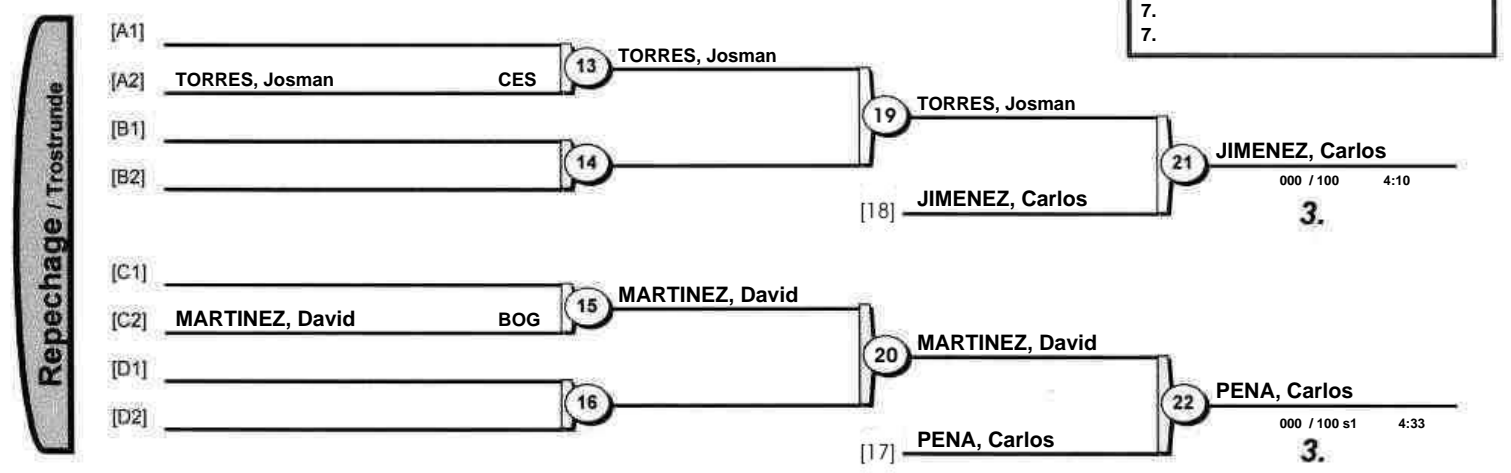 7.
7.
Repechage / Trostrunde
[A1]
[A2] TORRES, Josman CES
13 TORRES, Josman
[B1]
[B2]
14
19 TORRES, Josman
[18] JIMENEZ, Carlos
21 JIMENEZ, Carlos
000 / 100 4:10
3.
[C1]
[C2] MARTINEZ, David BOG
15 MARTINEZ, David
[D1]
[D2]
16
20 MARTINEZ, David
[17] PENA, Carlos
22 PENA, Carlos
000 / 100 s1 4:33
3.